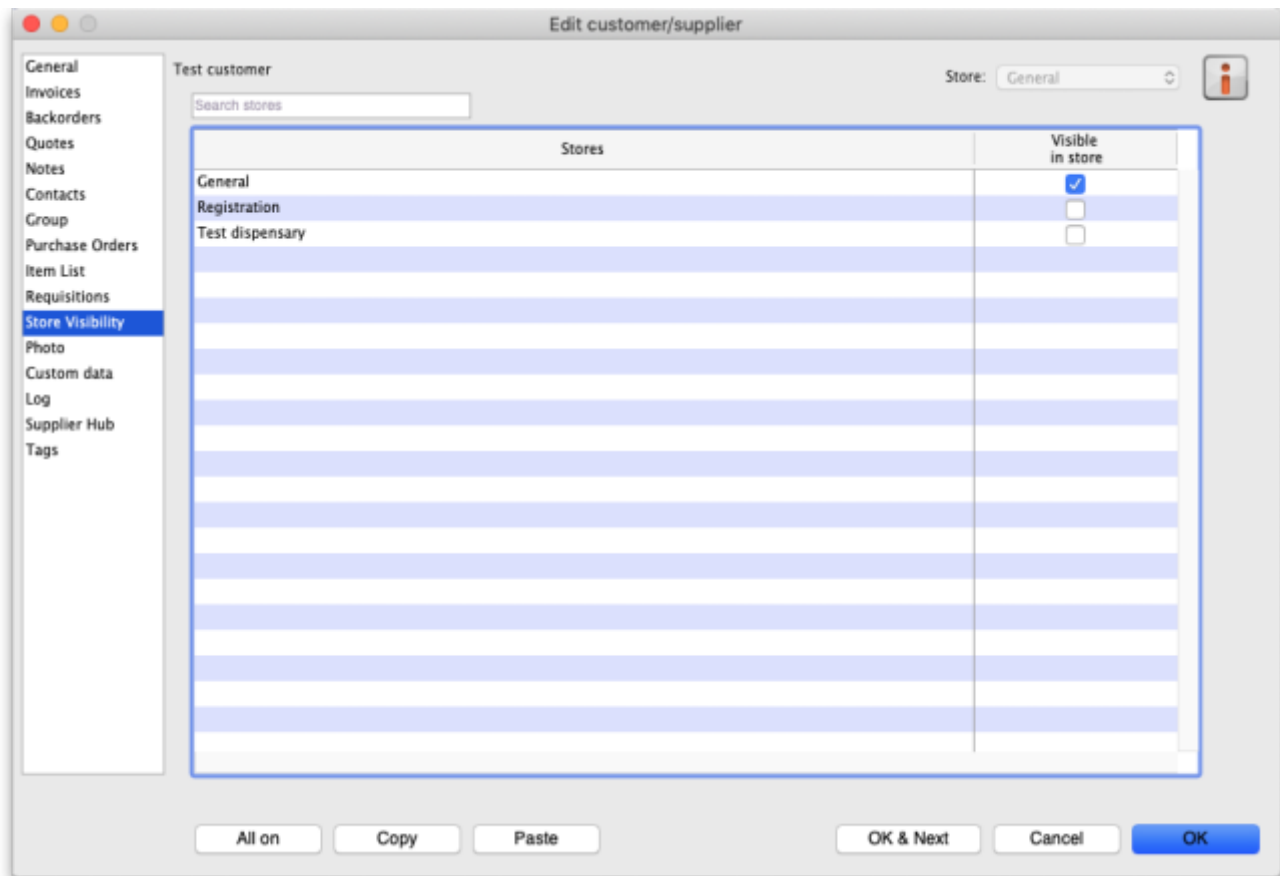 Edit customer/supplier
General
Invoices
Backorders
Quotes
Notes
Contacts
Group
Purchase Orders
Item List
Requisitions
Store Visibility
Photo
Custom data
Log
Supplier Hub
Tags
Test customer
Store: General
Search stores
Stores
Visible
in store
General
Registration
Test dispensary
All on Copy Paste OK & Next Cancel OK